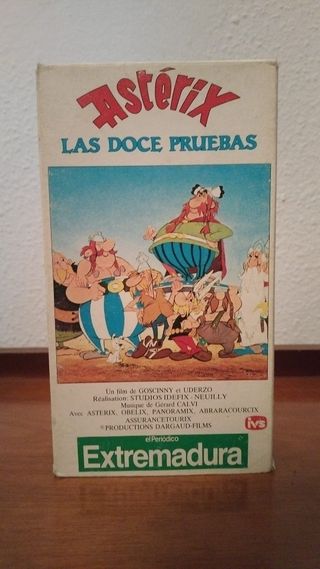 Astérix
LAS DOCE PRUEBAS
Un film de GOSCINNY et UDERZO
Réalisation: STUDIOS IDEFIX - NEUILLY
Musique de Gérard CALVI
Avec ASTERIX, OBELIX, PANORAMIX, ABRARACOURCIX
ASSURANCETOURIX
©PRODUCTIONS DARGAUD-FILMS
ivs
el Periódico
Extremadura